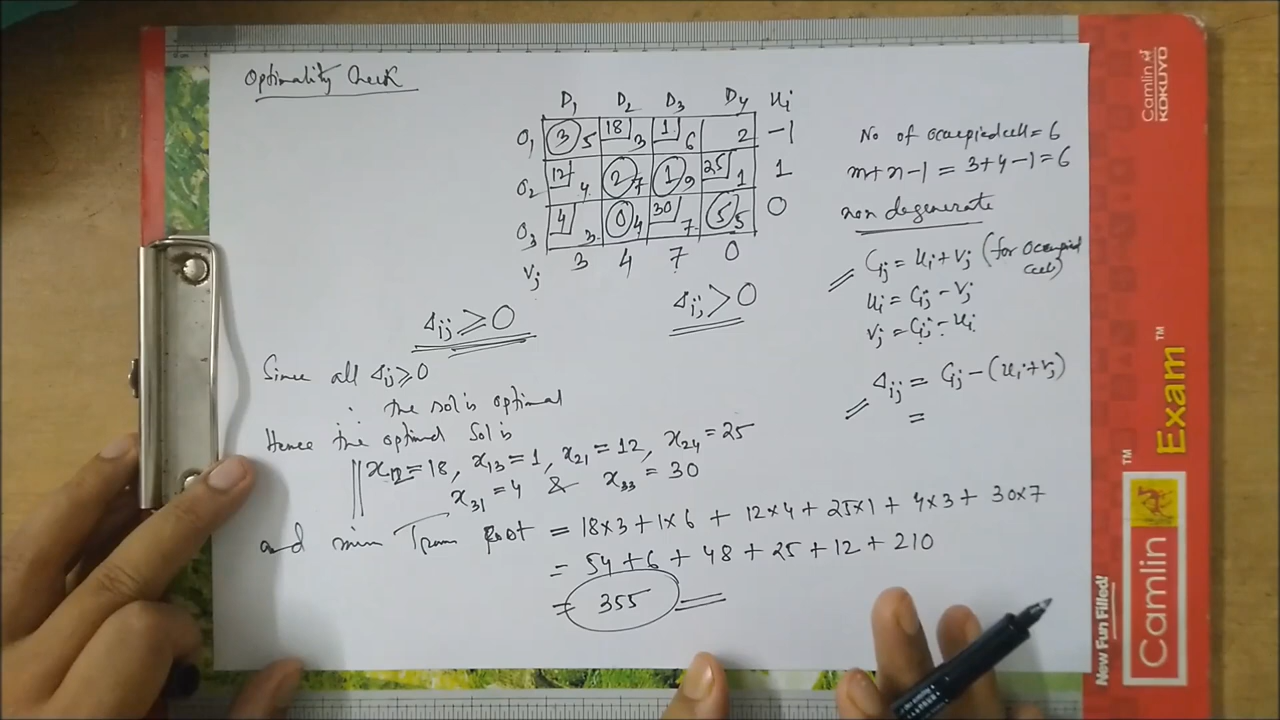 Optimality Check
D1 D2 D3 D4 ui
O1 3 5 18 3 1 6 2 -1
O2 12 4 2 7 1 9 25 1 1
O3 4 3 0 4 30 7 5 5 0
vj 3 4 7 0
No of occupied cell = 6
m+n-1 = 3+4-1 = 6
non degenerate
Cij = ui + vj (for occupied
cell)
ui = Cij - vj
vj = Cij - ui
Δij = Cij - (ui + vj)
=
Δij ≥ 0
Δij > 0
Since all Δij ≥ 0
∴ the sol is optimal
Hence the optimal Sol is
x12 = 18, x13 = 1, x21 = 12, x24 = 25
x31 = 4 & x33 = 30
and min Tran Cost = 18×3 + 1×6 + 12×4 + 25×1 + 4×3 + 30×7
= 54 + 6 + 48 + 25 + 12 + 210
= 355
Camlin
KOKUYO
Exam™
Camlin™
New Fun Filled!